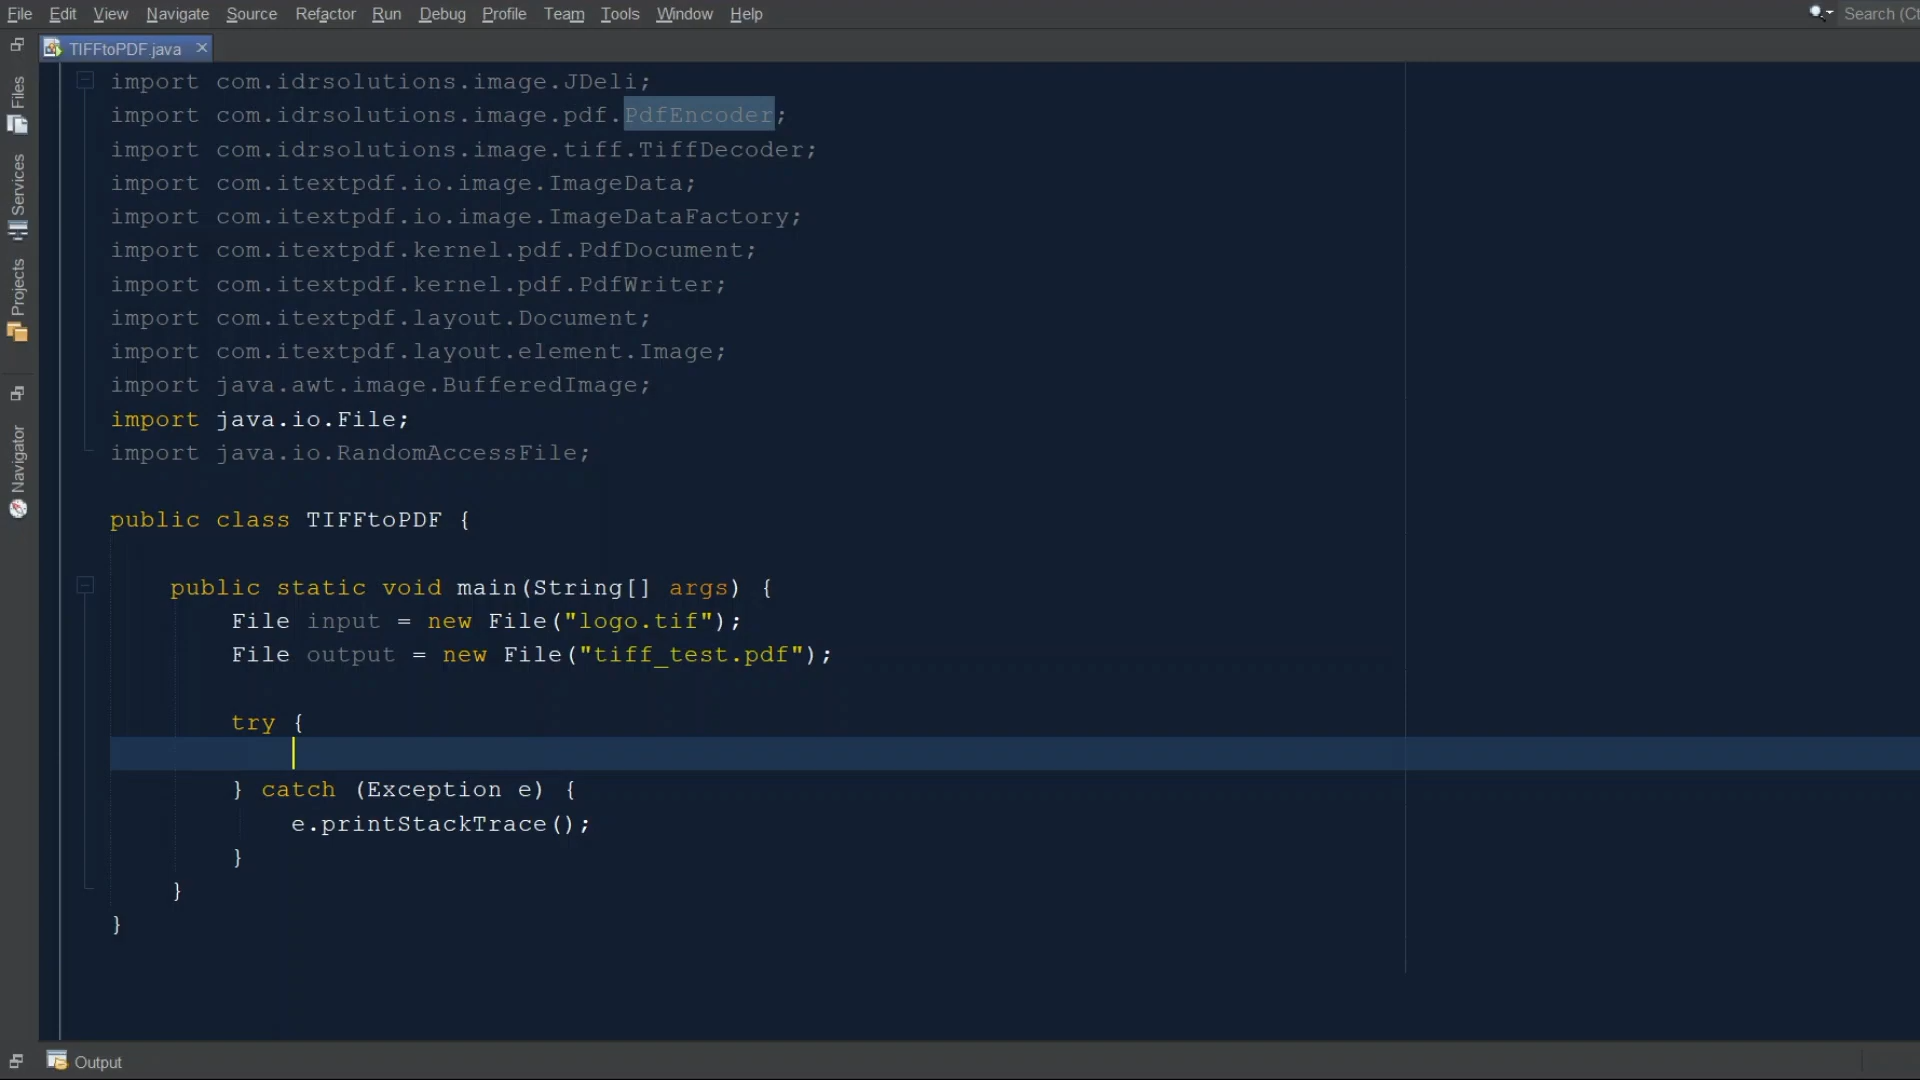 File Edit View Navigate Source Refactor Run Debug Profile Team Tools Window Help
Search (Ct
TIFFtoPDF.java
Files
Services
Projects
Navigator
import com.idrsolutions.image.JDeli;
import com.idrsolutions.image.pdf.PdfEncoder;
import com.idrsolutions.image.tiff.TiffDecoder;
import com.itextpdf.io.image.ImageData;
import com.itextpdf.io.image.ImageDataFactory;
import com.itextpdf.kernel.pdf.PdfDocument;
import com.itextpdf.kernel.pdf.PdfWriter;
import com.itextpdf.layout.Document;
import com.itextpdf.layout.element.Image;
import java.awt.image.BufferedImage;
import java.io.File;
import java.io.RandomAccessFile;
public class TIFFtoPDF {
public static void main(String[] args) {
File input = new File("logo.tif");
File output = new File("tiff_test.pdf");
try {
} catch (Exception e) {
e.printStackTrace();
}
}
}
Output